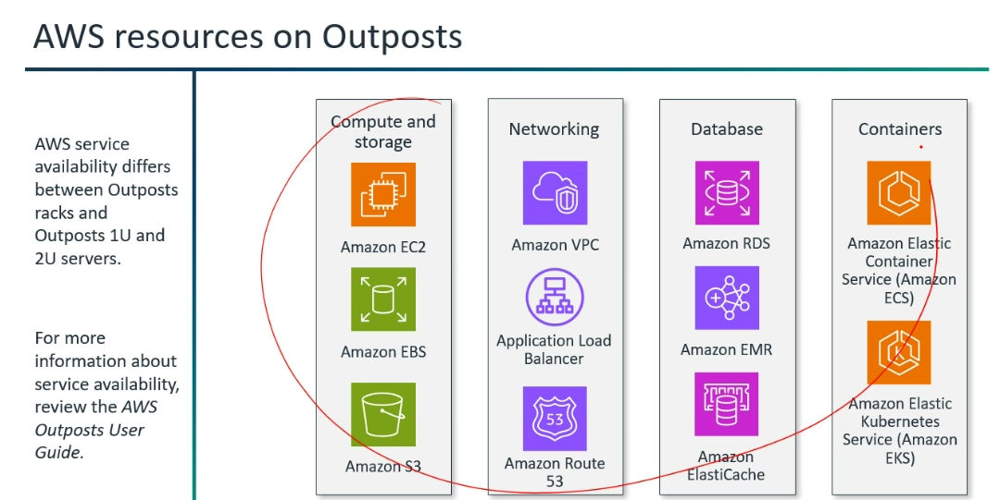 AWS resources on Outposts
AWS service
availability differs
between Outposts
racks and
Outposts 1U and
2U servers.
For more
information about
service availability,
review the AWS
Outposts User
Guide.
Compute and
storage
Amazon EC2
Amazon EBS
Amazon S3
Networking
Amazon VPC
Application Load
Balancer
53
Amazon Route
53
Database
Amazon RDS
Amazon EMR
Amazon
ElastiCache
Containers
Amazon Elastic
Container
Service (Amazon
ECS)
K
Amazon Elastic
Kubernetes
Service (Amazon
EKS)